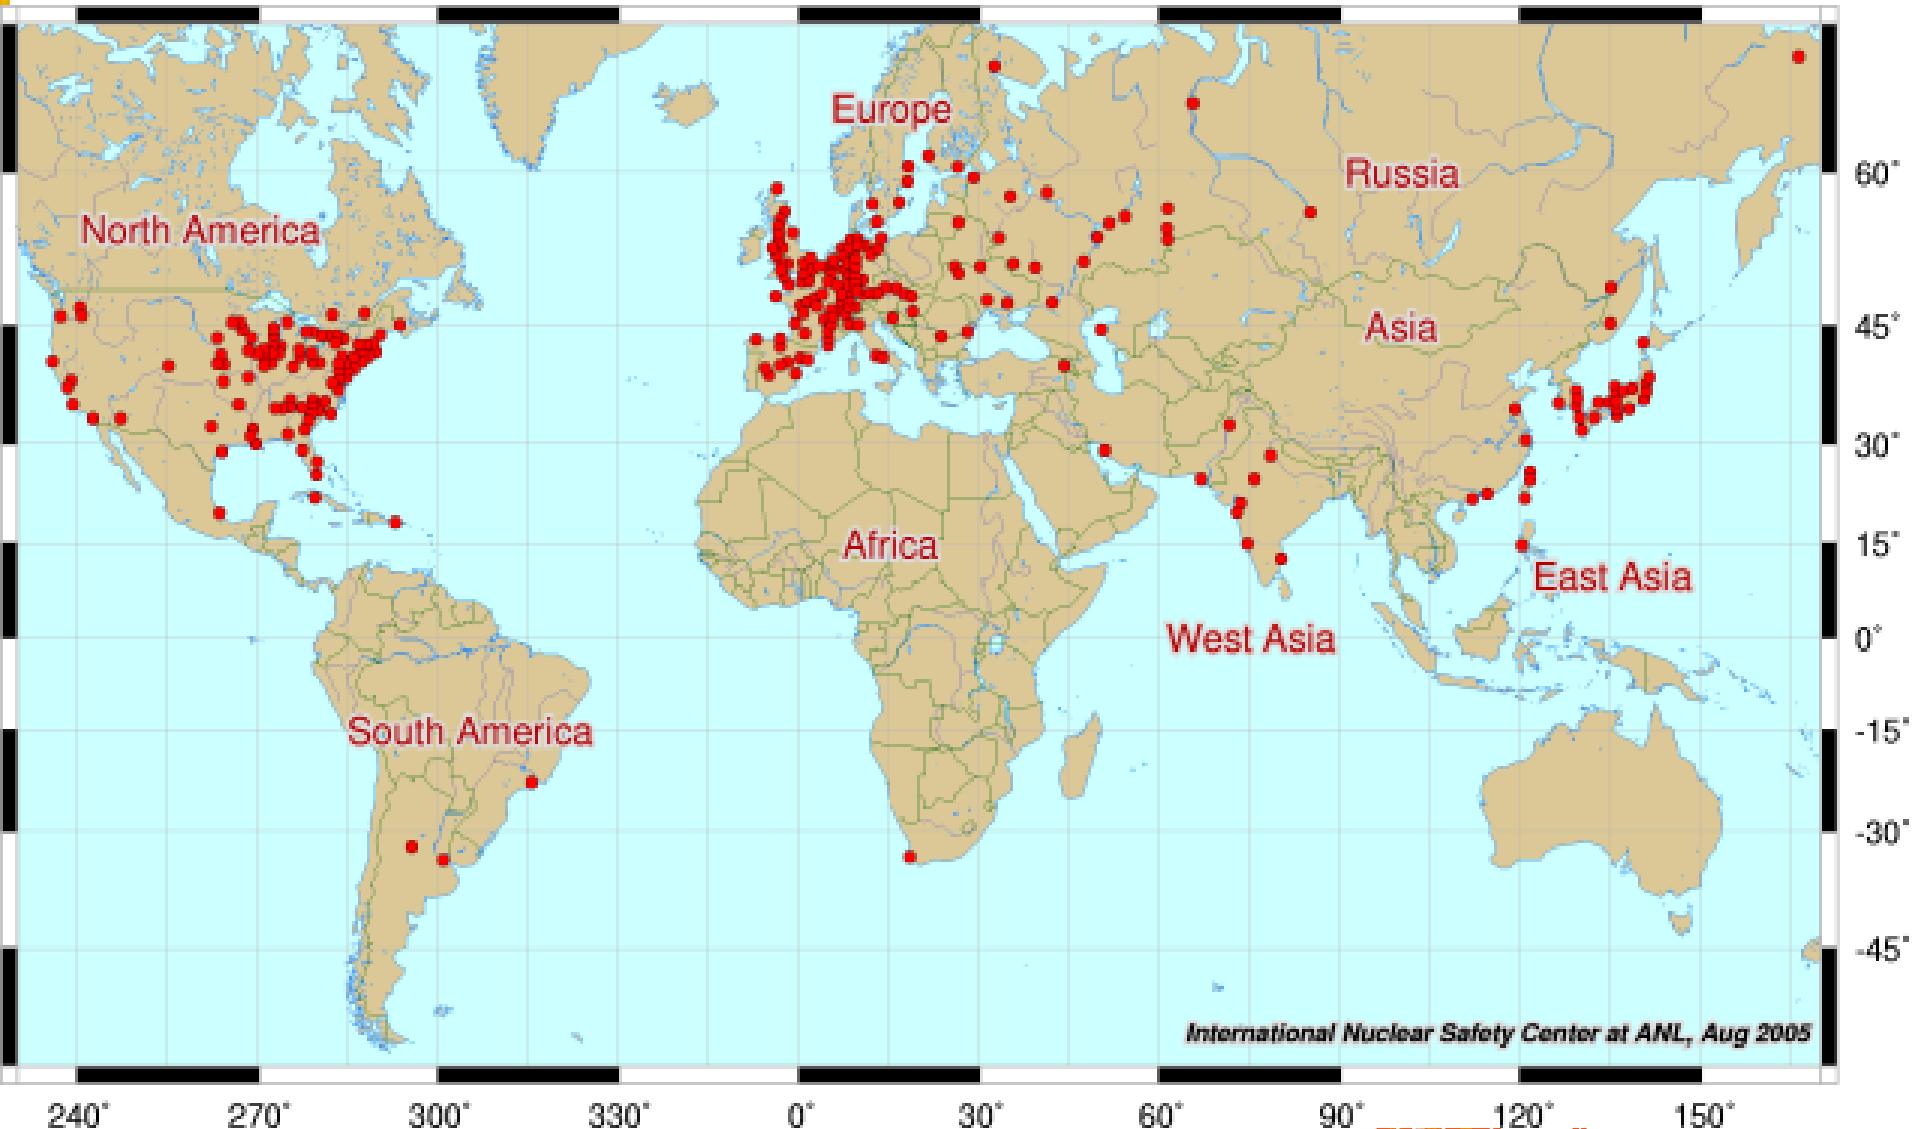 Europe
Russia
60°
North America
Asia
45°
30°
Africa
15°
East Asia
West Asia
0°
South America
-15°
-30°
-45°
International Nuclear Safety Center at ANL, Aug 2005
240° 270° 300° 330° 0° 30° 60° 90° 120° 150°